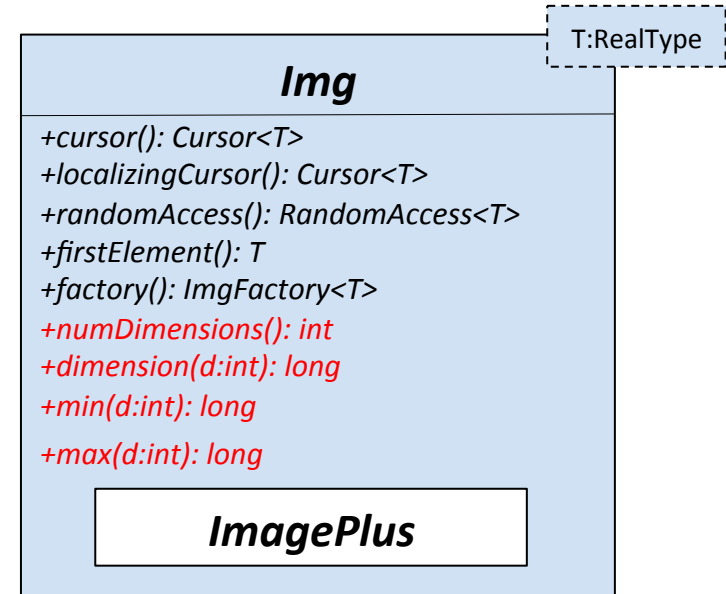 T:RealType
Img
+cursor(): Cursor<T>
+localizingCursor(): Cursor<T>
+randomAccess(): RandomAccess<T>
+firstElement(): T
+factory(): ImgFactory<T>
+numDimensions(): int
+dimension(d:int): long
+min(d:int): long
+max(d:int): long
ImagePlus